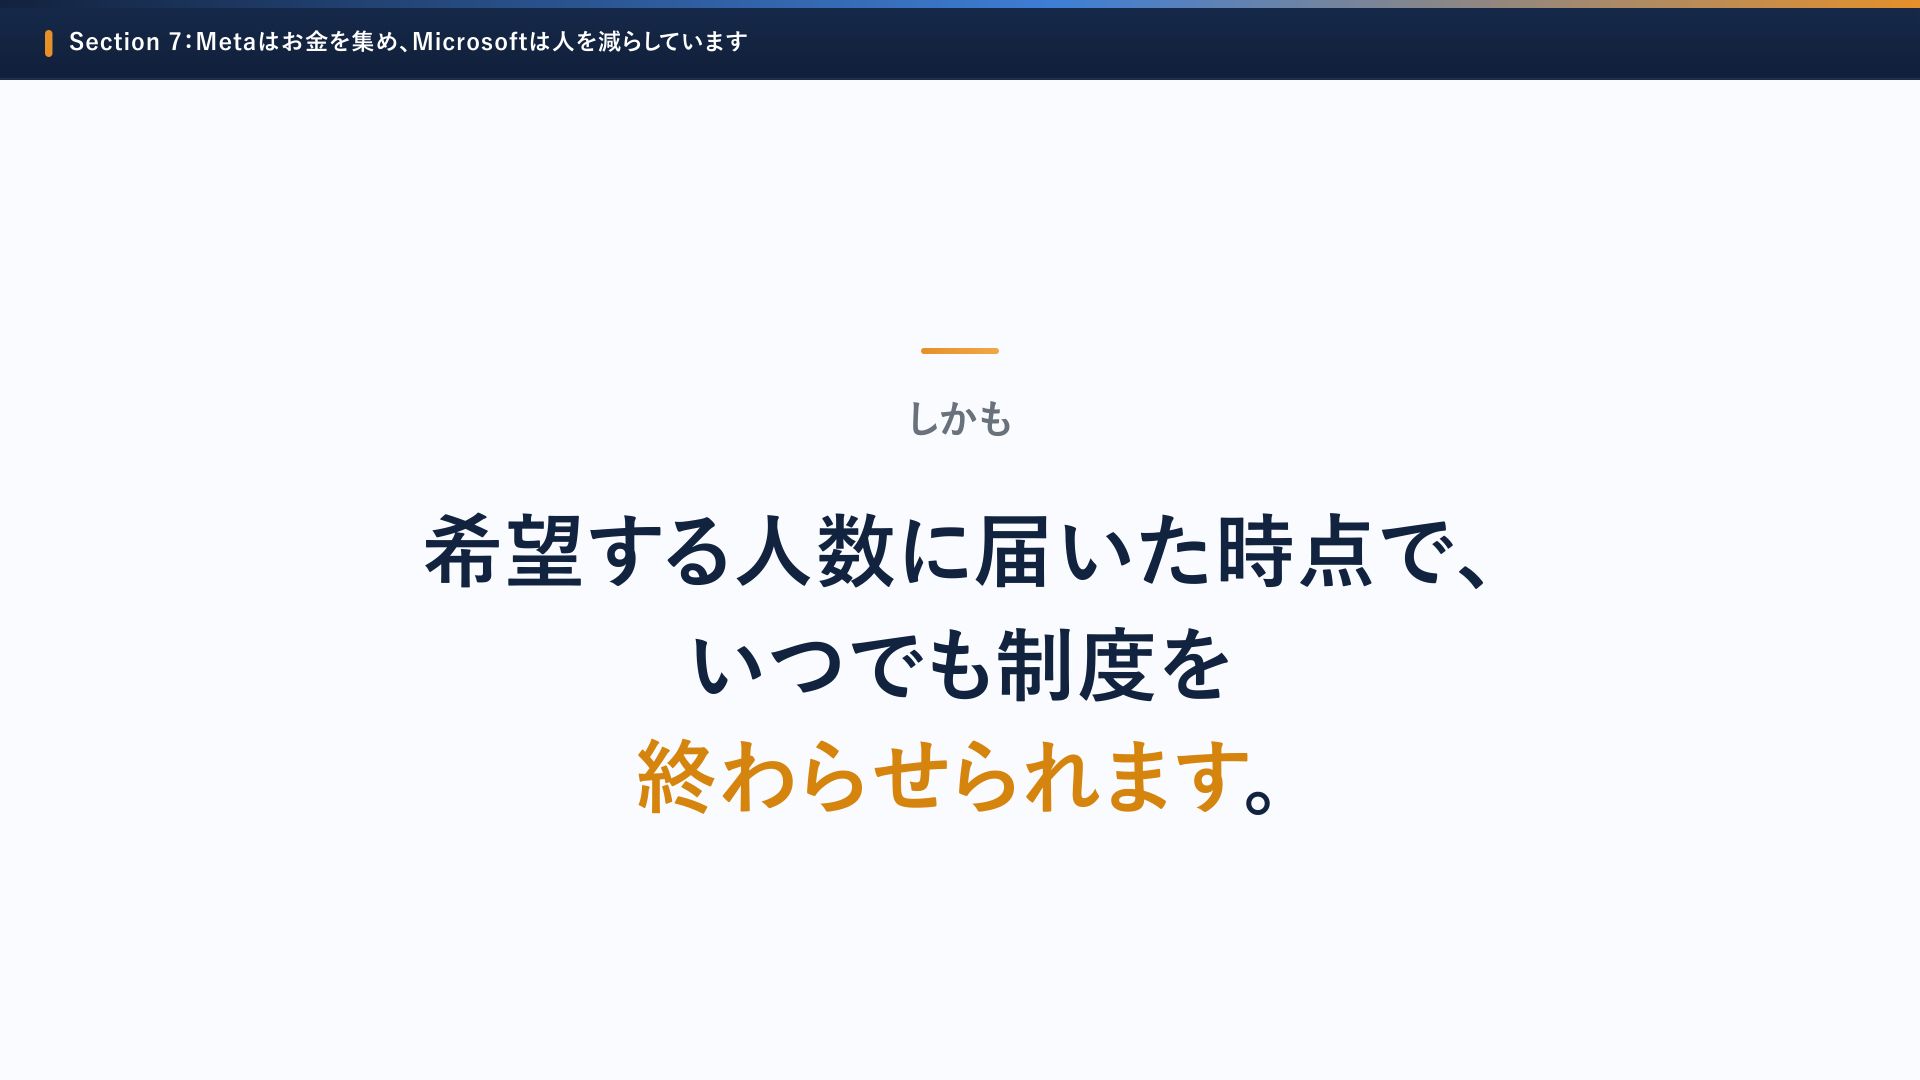 Section 7：Metaはお金を集め、Microsoftは人を減らしています
しかも
希望する人数に届いた時点で、
いつでも制度を
終わらせられます。